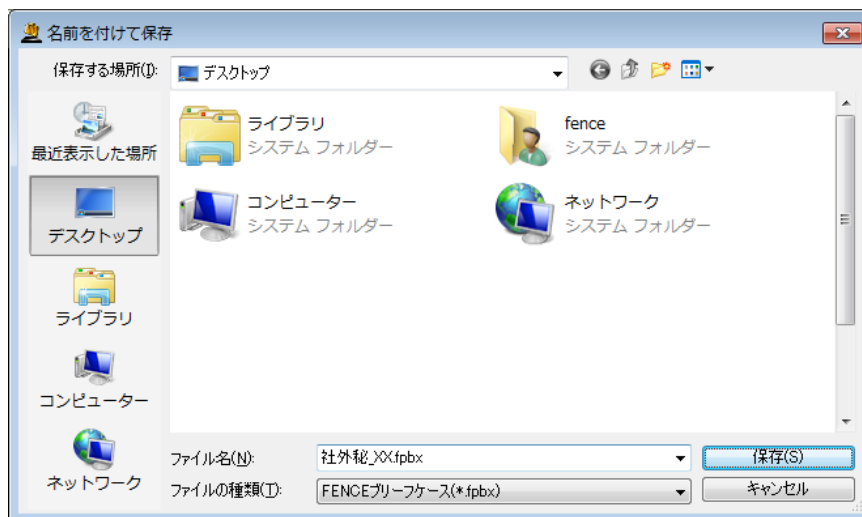 名前を付けて保存
保存する場所(I):
デスクトップ
最近表示した場所
デスクトップ
ライブラリ
コンピューター
ネットワーク
ライブラリ
システム フォルダー
fence
システム フォルダー
コンピューター
システム フォルダー
ネットワーク
システム フォルダー
ファイル名(N):
社外秘_XX.fpbx
保存(S)
ファイルの種類(T):
FENCEブリーフケース(*.fpbx)
キャンセル